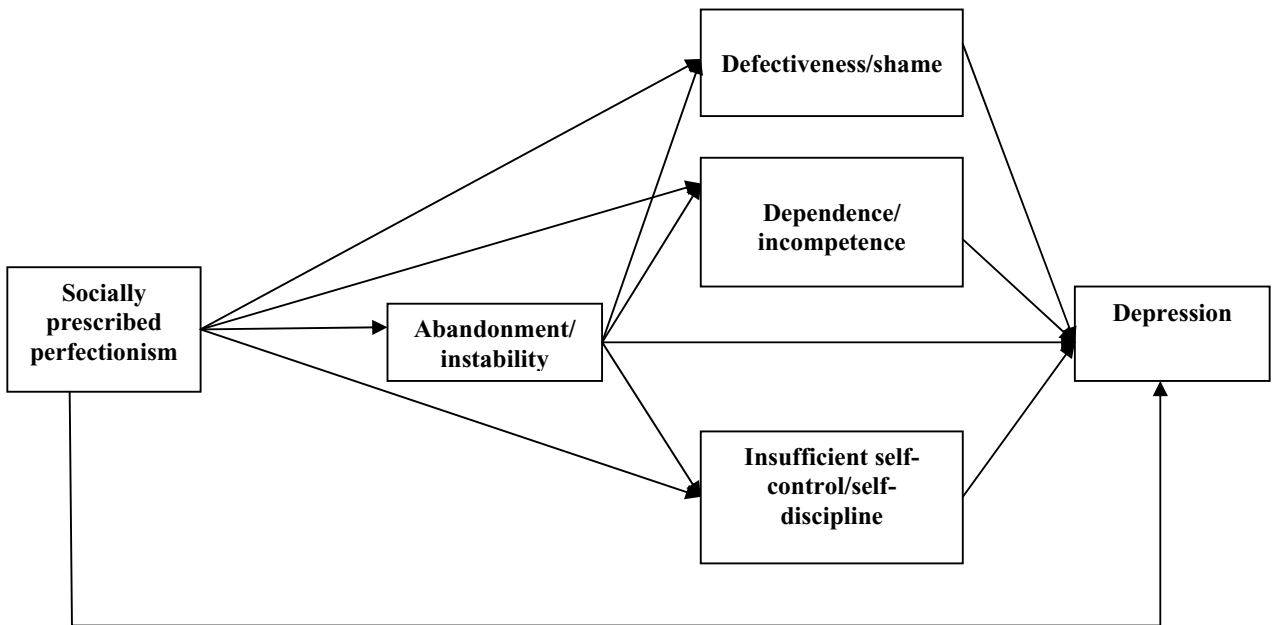 Defectiveness/shame
Dependence/
incompetence
Socially
prescribed
perfectionism
Abandonment/
instability
Depression
Insufficient self-
control/self-
discipline